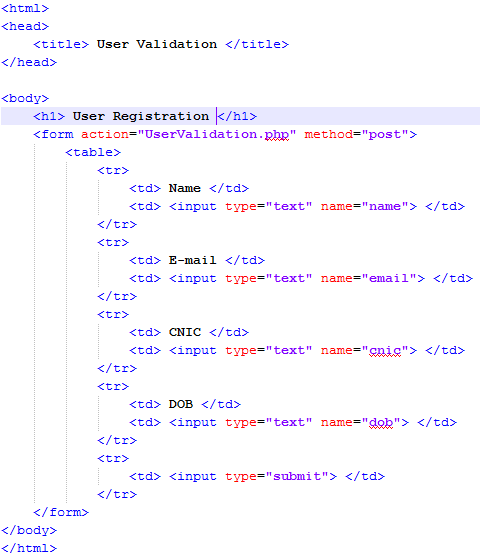 <html>
<head>
    <title> User Validation </title>
</head>

<body>
    <h1> User Registration </h1>
    <form action="UserValidation.php" method="post">
        <table>
            <tr>
                <td> Name </td>
                <td> <input type="text" name="name"> </td>
            </tr>
            <tr>
                <td> E-mail </td>
                <td> <input type="text" name="email"> </td>
            </tr>
            <tr>
                <td> CNIC </td>
                <td> <input type="text" name="cnic"> </td>
            </tr>
            <tr>
                <td> DOB </td>
                <td> <input type="text" name="dob"> </td>
            </tr>
            <tr>
                <td> <input type="submit"> </td>
            </tr>
    </form>
</body>
</html>